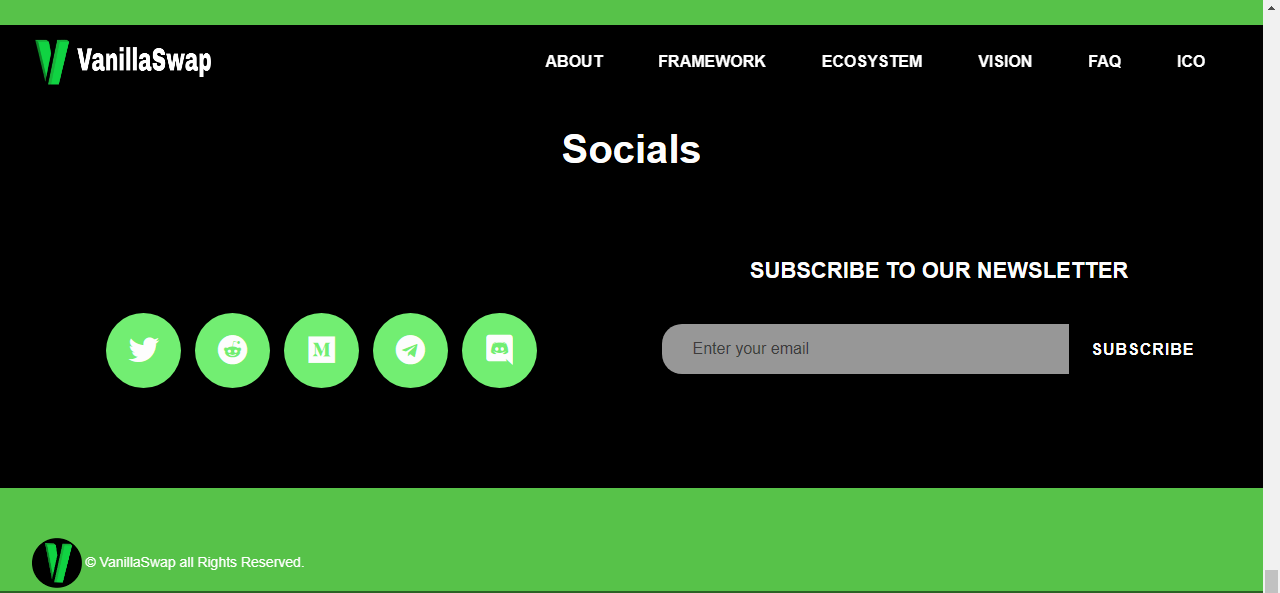 VanillaSwap
ABOUT FRAMEWORK ECOSYSTEM VISION FAQ ICO
Socials
SUBSCRIBE TO OUR NEWSLETTER
Enter your email
SUBSCRIBE
© VanillaSwap all Rights Reserved.